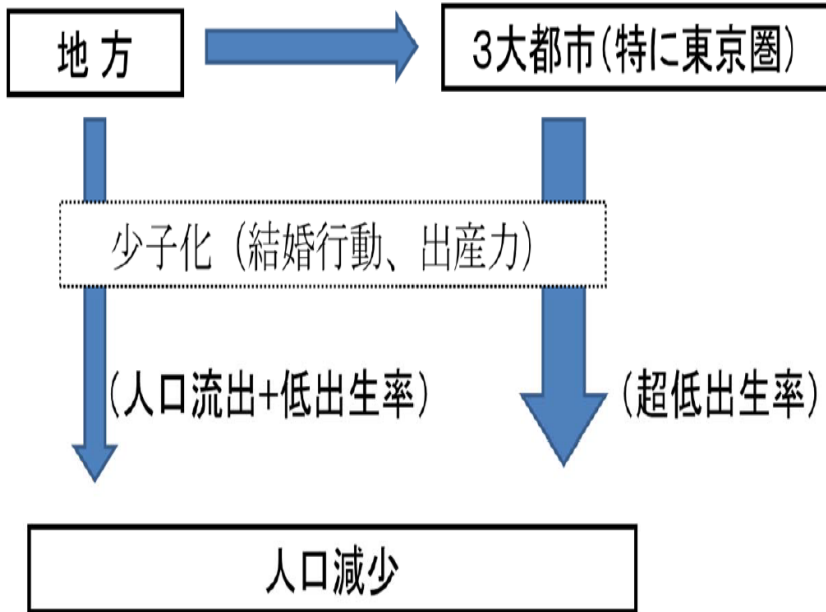 地 方
3大都市(特に東京圏)
少子化（結婚行動、出産力）
(人口流出+低出生率)
(超低出生率)
人口減少